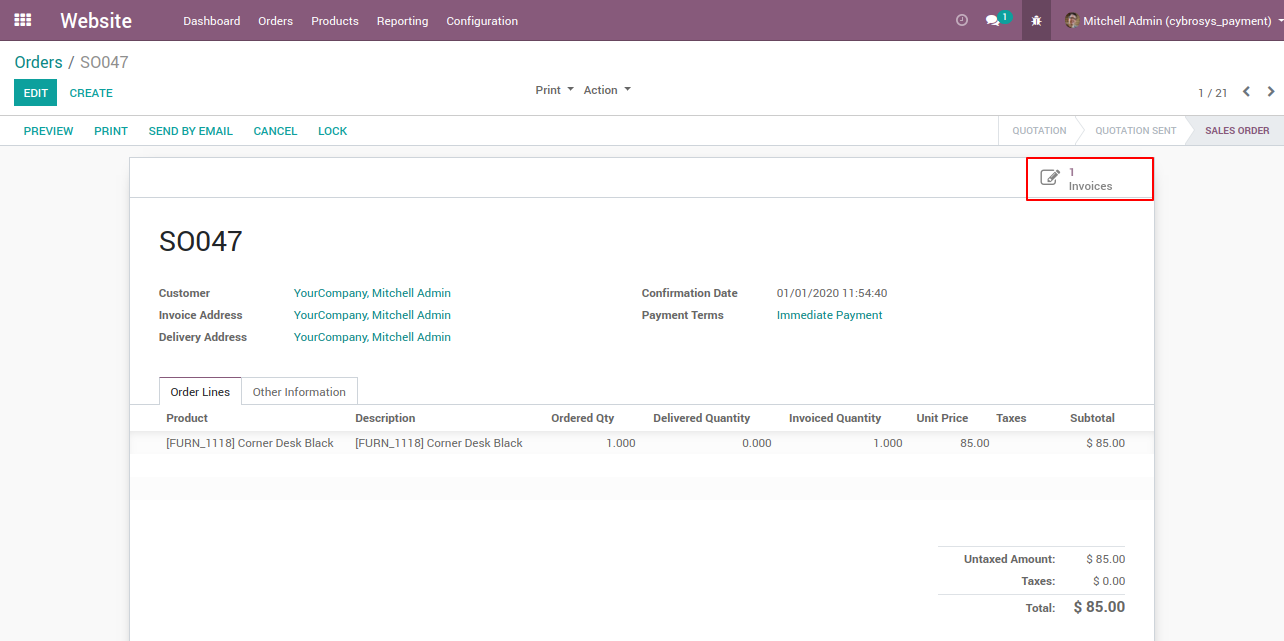 Website Dashboard Orders Products Reporting Configuration 1 Mitchell Admin (cybrosys_payment)
Orders / SO047
EDIT CREATE Print Action 1 / 21
PREVIEW PRINT SEND BY EMAIL CANCEL LOCK QUOTATION QUOTATION SENT SALES ORDER
1
Invoices
SO047
Customer YourCompany, Mitchell Admin Confirmation Date 01/01/2020 11:54:40
Invoice Address YourCompany, Mitchell Admin Payment Terms Immediate Payment
Delivery Address YourCompany, Mitchell Admin
Order Lines Other Information
Product Description Ordered Qty Delivered Quantity Invoiced Quantity Unit Price Taxes Subtotal
[FURN_1118] Corner Desk Black [FURN_1118] Corner Desk Black 1.000 0.000 1.000 85.00 $ 85.00
Untaxed Amount: $ 85.00
Taxes: $ 0.00
Total: $ 85.00